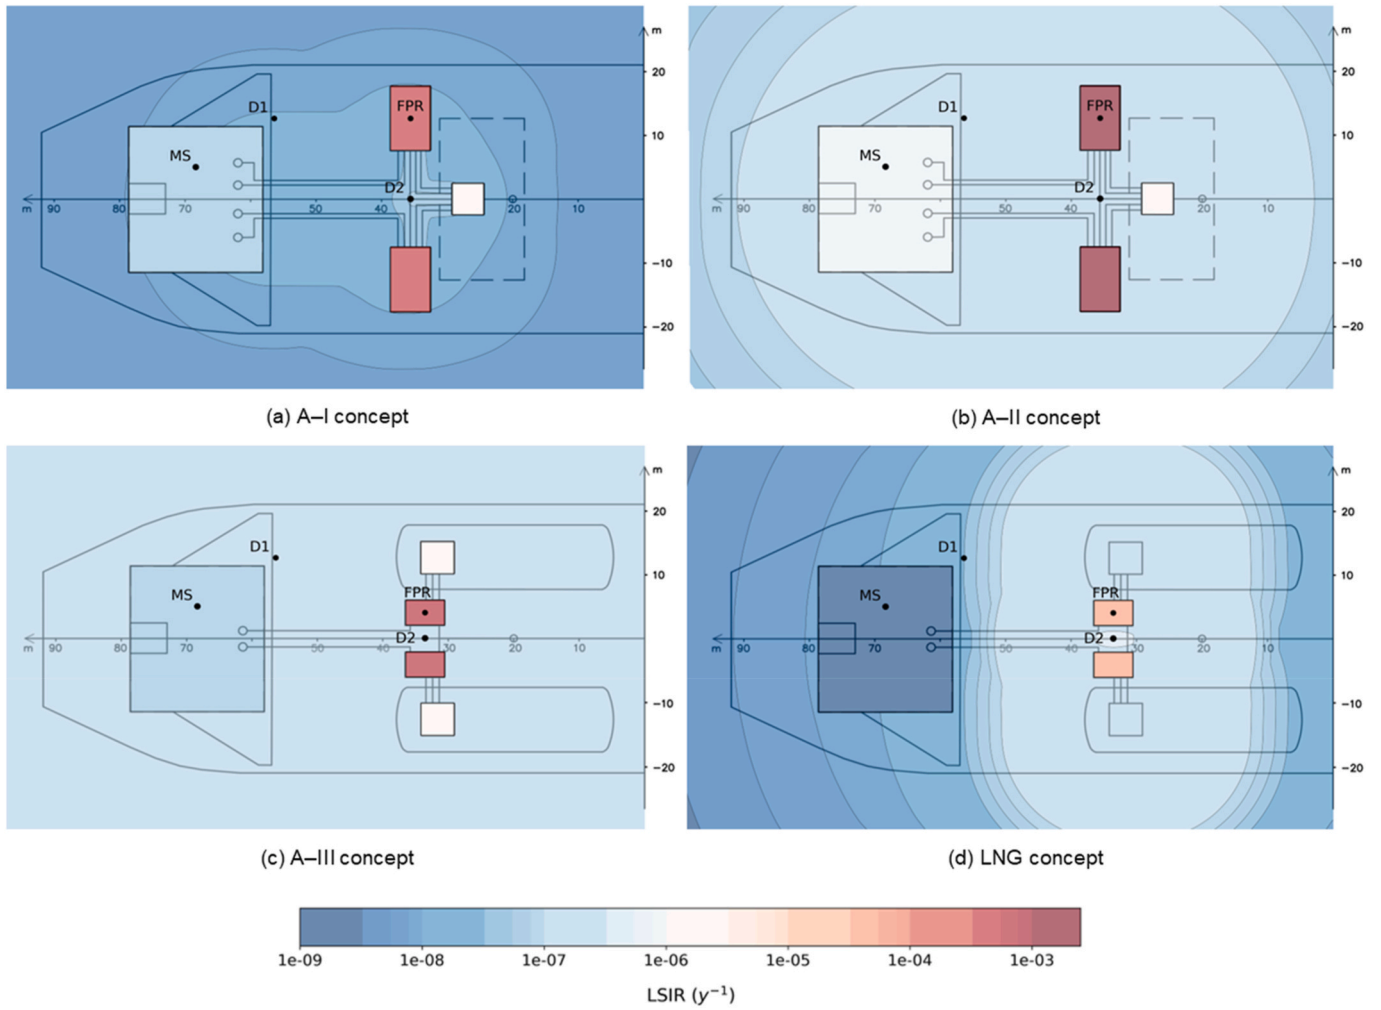 m
20
D1
FPR
10
MS
D2
m 90 80 70 50 40 20 10
−10
−20
(a) A–I concept
m
20
D1
FPR
10
MS
D2
m 90 70 40 20 10
−10
−20
(b) A–II concept
m
20
D1
10
MS
FPR
D2
m 90 80 70 50 40 30 20 10
−10
−20
(c) A–III concept
m
20
D1
10
MS
FPR
D2
m 90 70 40 30 20 10
−10
−20
(d) LNG concept
1e-09 1e-08 1e-07 1e-06 1e-05 1e-04 1e-03
LSIR (y⁻¹)